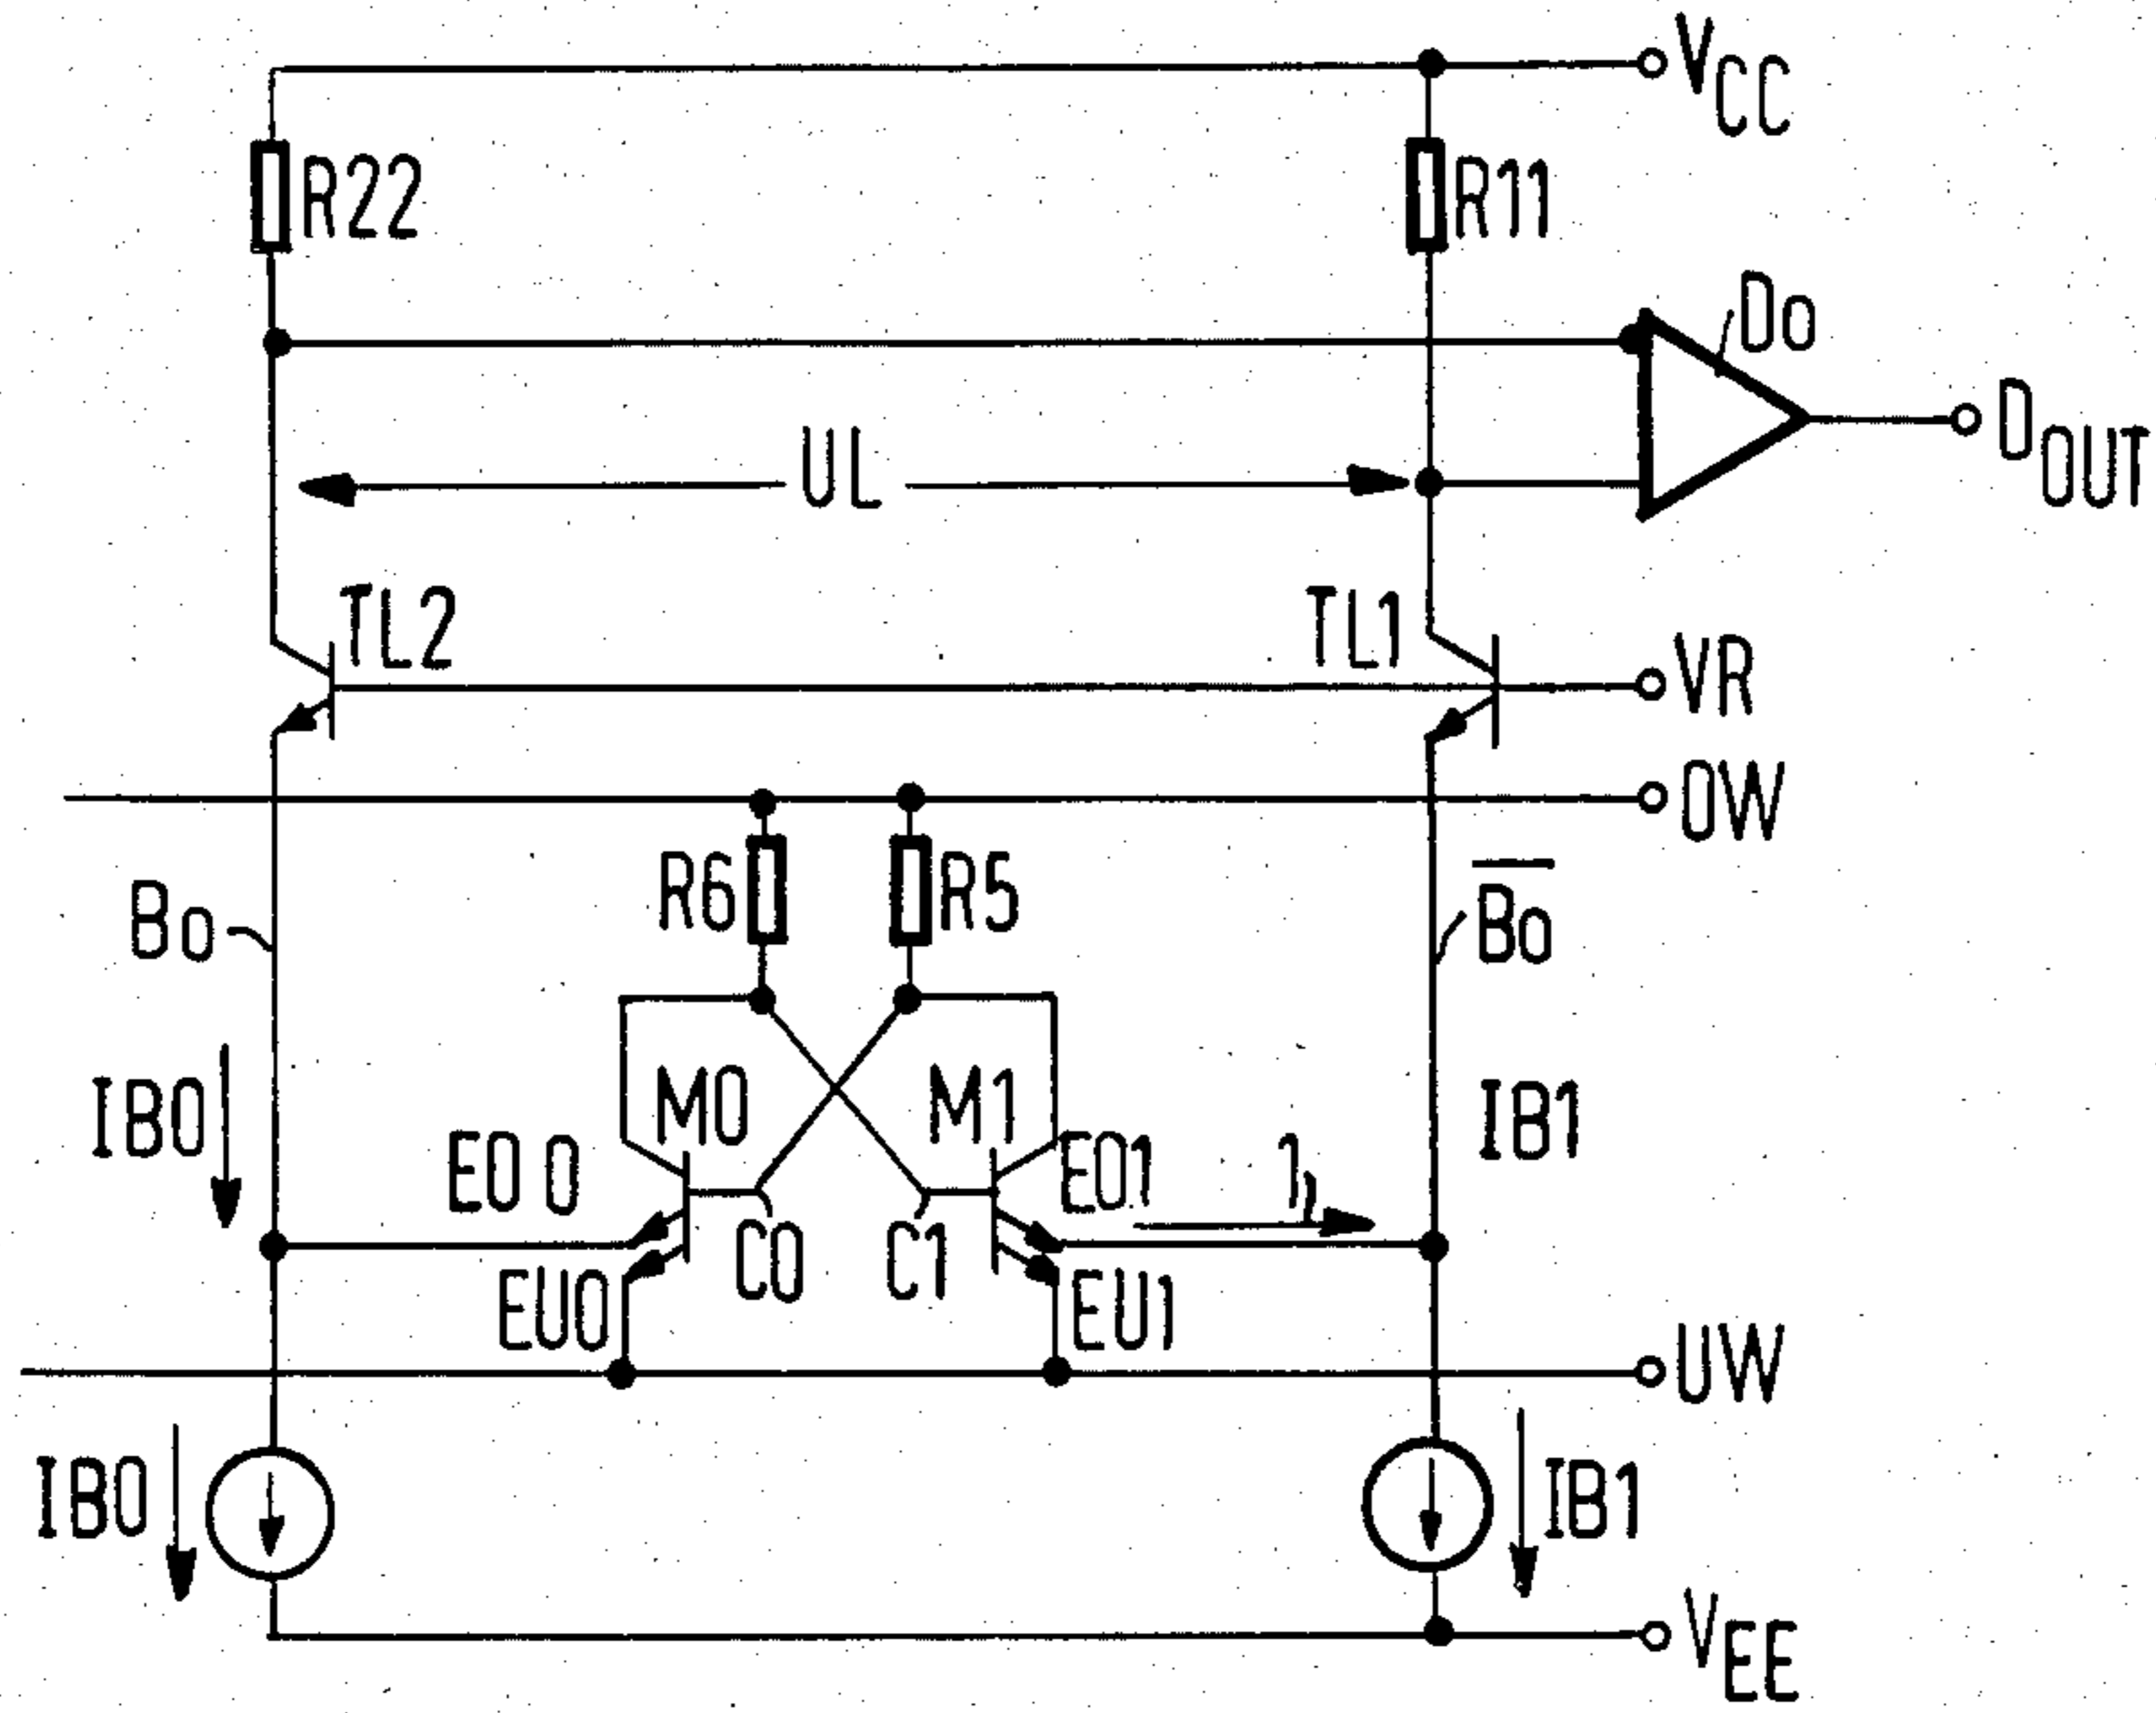 VCC
R22
R11
Do
DOUT
UL
TL2
TL1
VR
OW
R6
R5
Bo
B̅o̅
M0
M1
IB0
IB1
E0 0
E01
C0
C1
EU0
EU1
UW
IB0
IB1
VEE